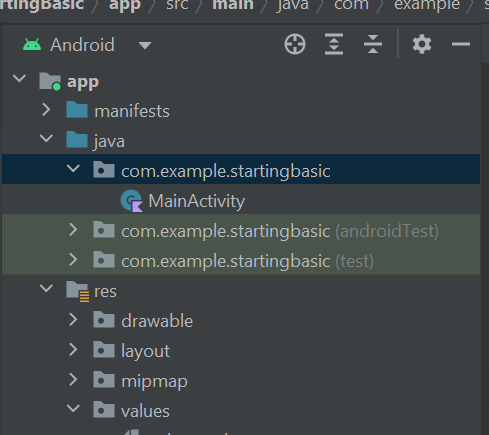 rtingBasic app src main java com example s
Android
app
manifests
java
com.example.startingbasic
MainActivity
com.example.startingbasic (androidTest)
com.example.startingbasic (test)
res
drawable
layout
mipmap
values